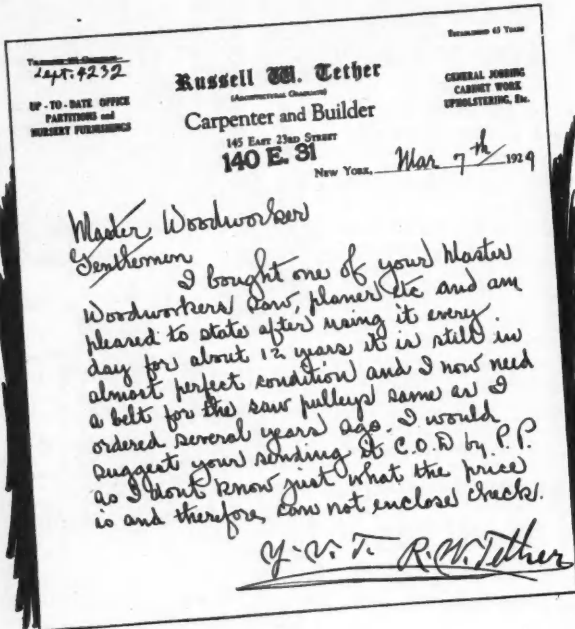 ESTABLISHED 65 YEARS
4232
UP-TO-DATE OFFICE
PARTITIONS and
NURSERY FURNISHINGS
Russell W. Tether
Carpenter and Builder
145 EAST 23RD STREET
140 E. 31
GENERAL JOBBING
CABINET WORK
UPHOLSTERING, Etc.
NEW YORK, Mar 7th 1929
Master Woodworker
Gentlemen
I bought one of your Master
Woodworkers saw, planer etc and am
pleased to state after using it every
day for about 12 years it is still in
almost perfect condition and I now need
a belt for the saw pulleys same as I
ordered several years ago. I would
suggest your sending it C.O.D by P.P.
as I dont know just what the price
is and therefore can not enclose check.
Y.V.T. R.W. Tether